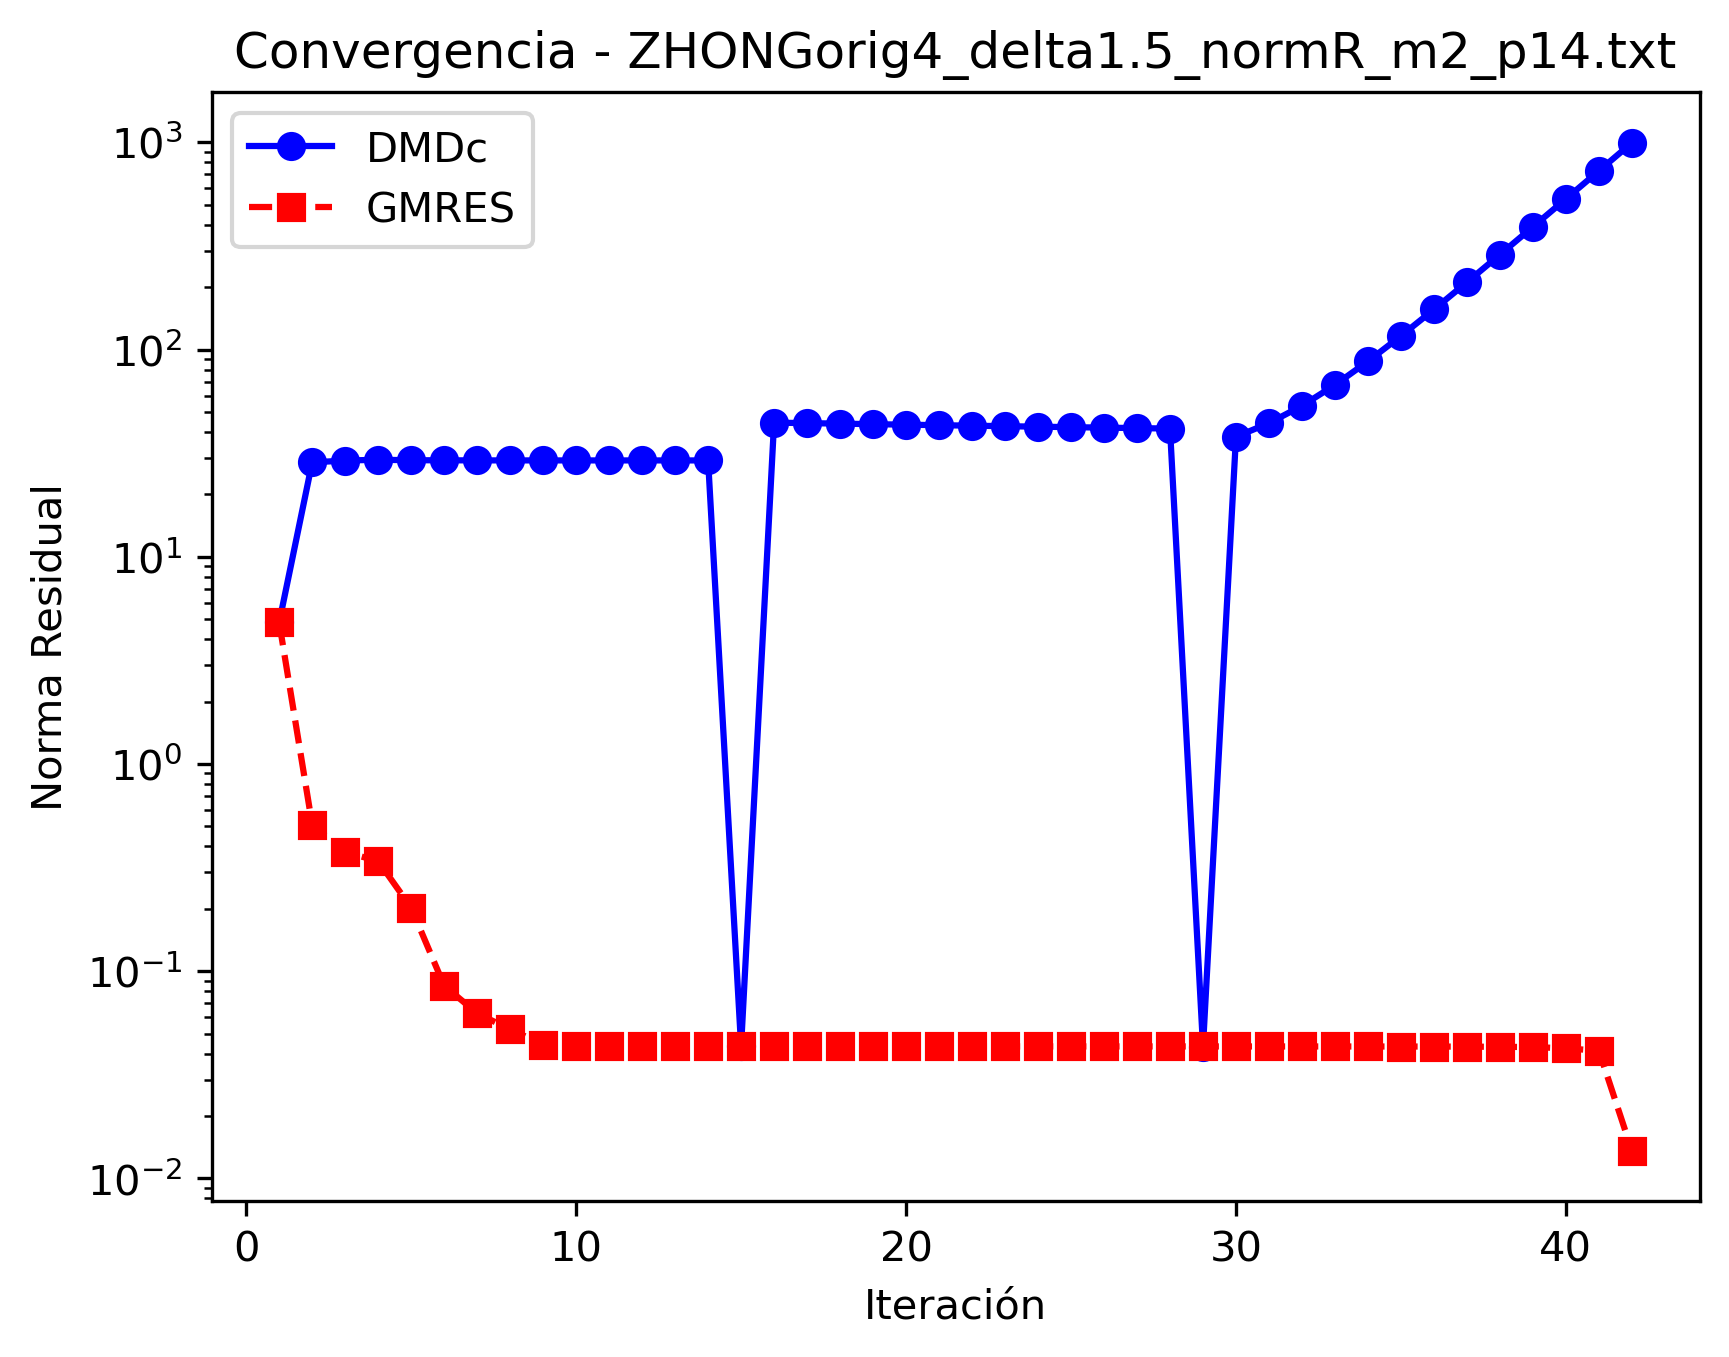 Convergencia - ZHONGorig4_delta1.5_normR_m2_p14.txt
DMDc
GMRES
10³
10²
10¹
10⁰
10⁻¹
10⁻²
Norma Residual
0 10 20 30 40
Iteración